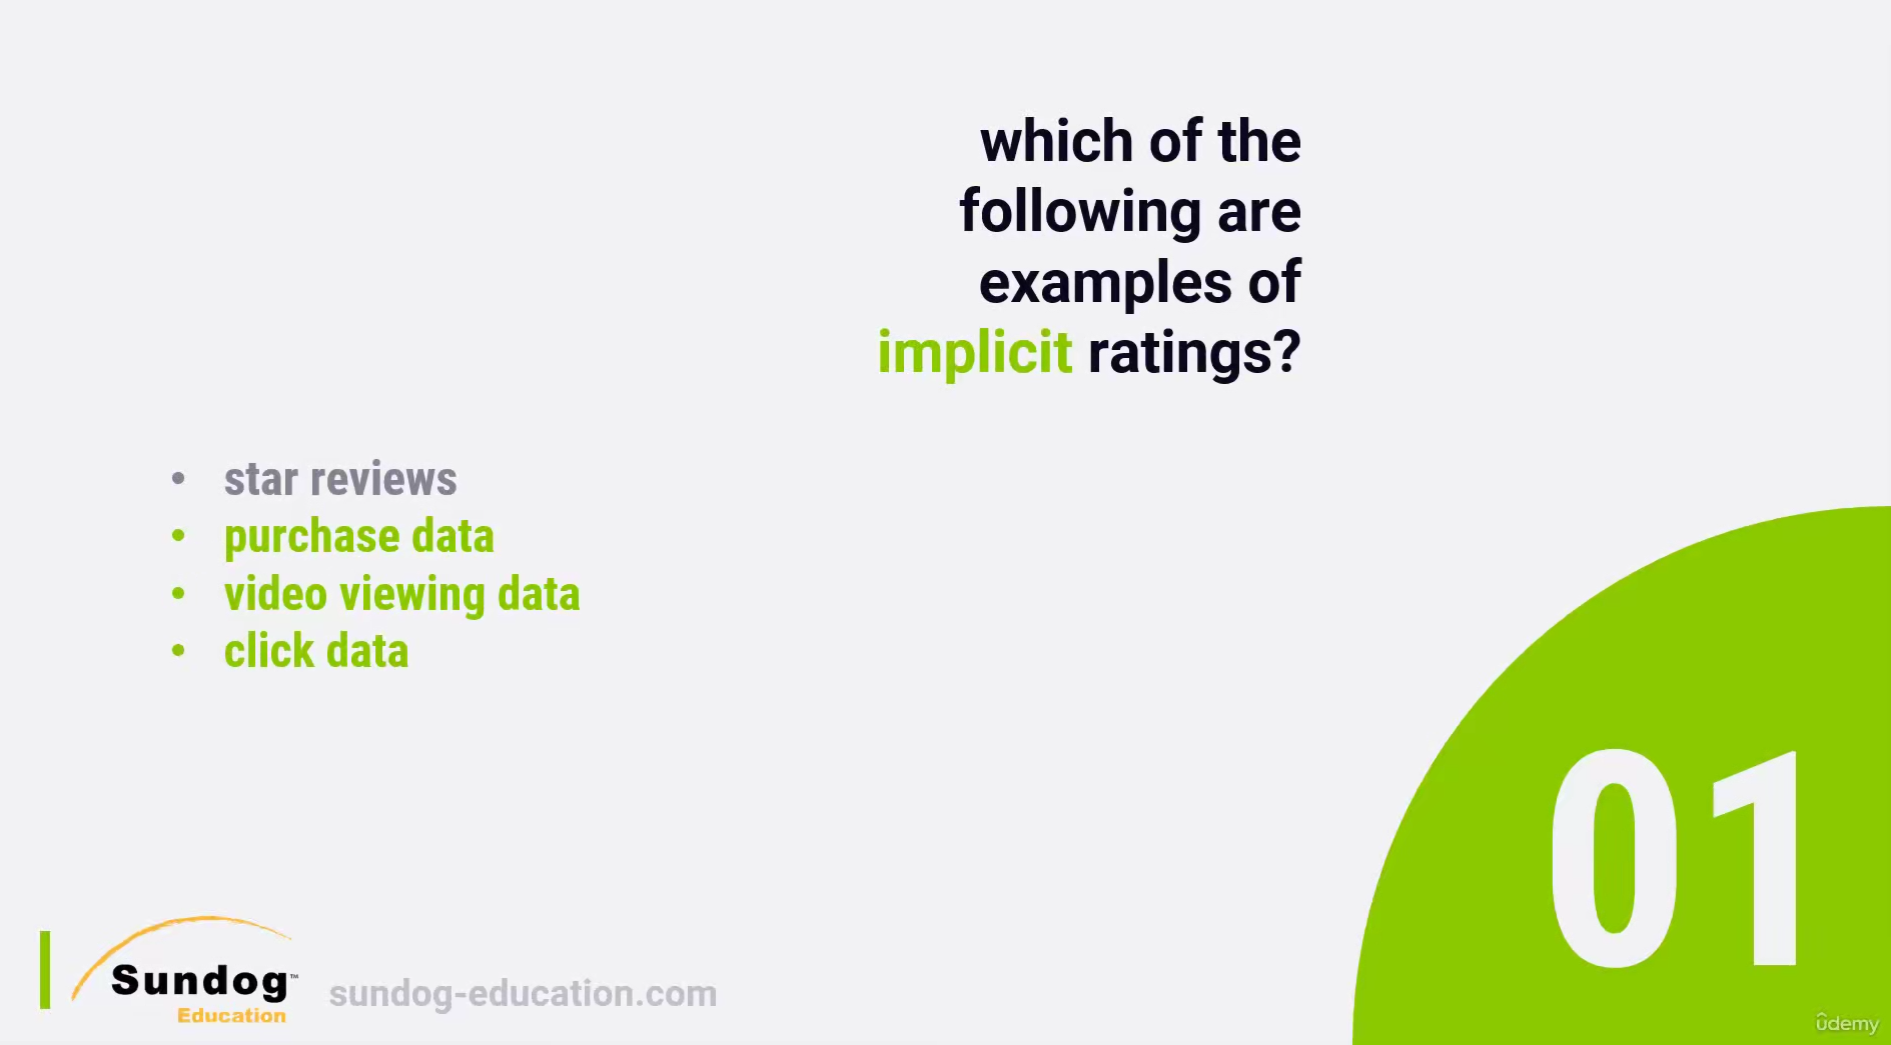 which of the
following are
examples of
implicit ratings?
• star reviews
• purchase data
• video viewing data
• click data
01
Sundog™
Education
sundog-education.com
ûdemy